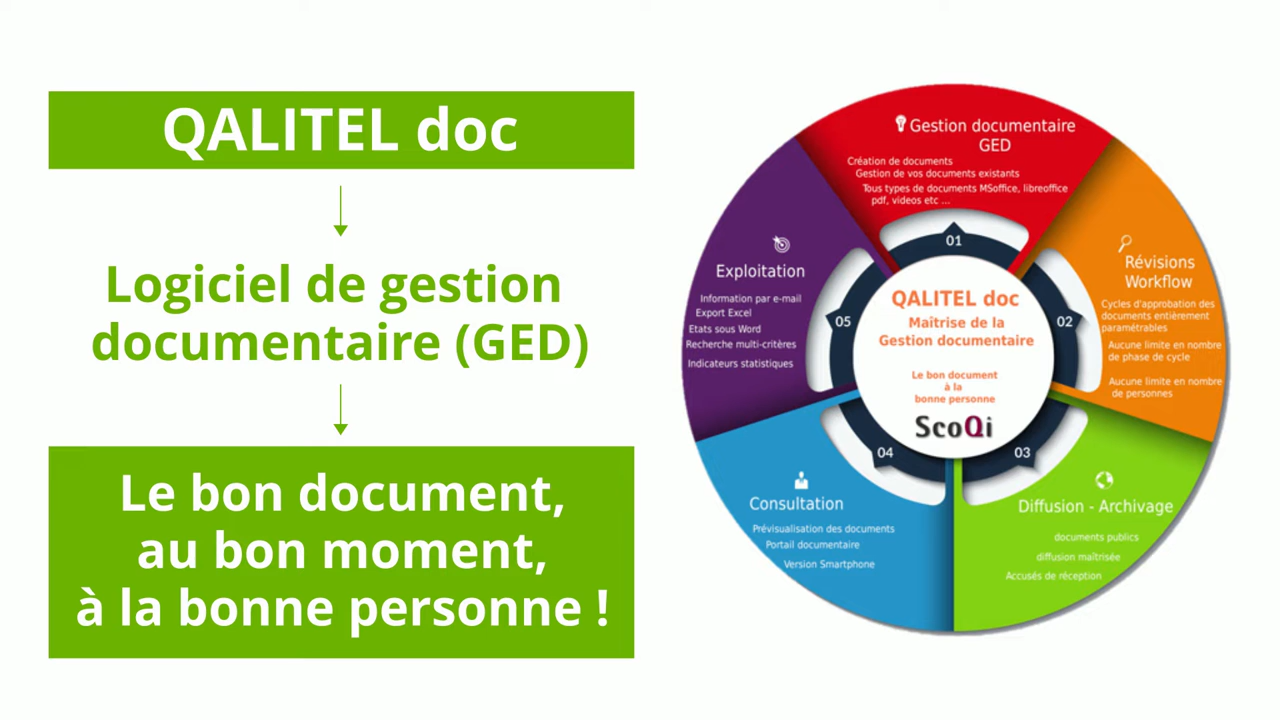 QALITEL doc
Logiciel de gestion
documentaire (GED)
Le bon document,
au bon moment,
à la bonne personne !
Gestion documentaire
GED
Création de documents
Gestion de vos documents existants
Tous types de documents MSoffice, libreoffice
pdf, videos etc ...
01
Révisions
Workflow
Cycles d'approbation des
documents entièrement
paramétrables
Aucune limite en nombre
de phase de cycle
Aucune limite en nombre
de personnes
02
Diffusion - Archivage
documents publics
diffusion maîtrisée
Accusés de réception
03
Consultation
Prévisualisation des documents
Portail documentaire
Version Smartphone
04
Exploitation
Information par e-mail
Export Excel
Etats sous Word
Recherche multi-critères
Indicateurs statistiques
05
QALITEL doc
Maîtrise de la
Gestion documentaire
Le bon document
à la
bonne personne
ScoQi